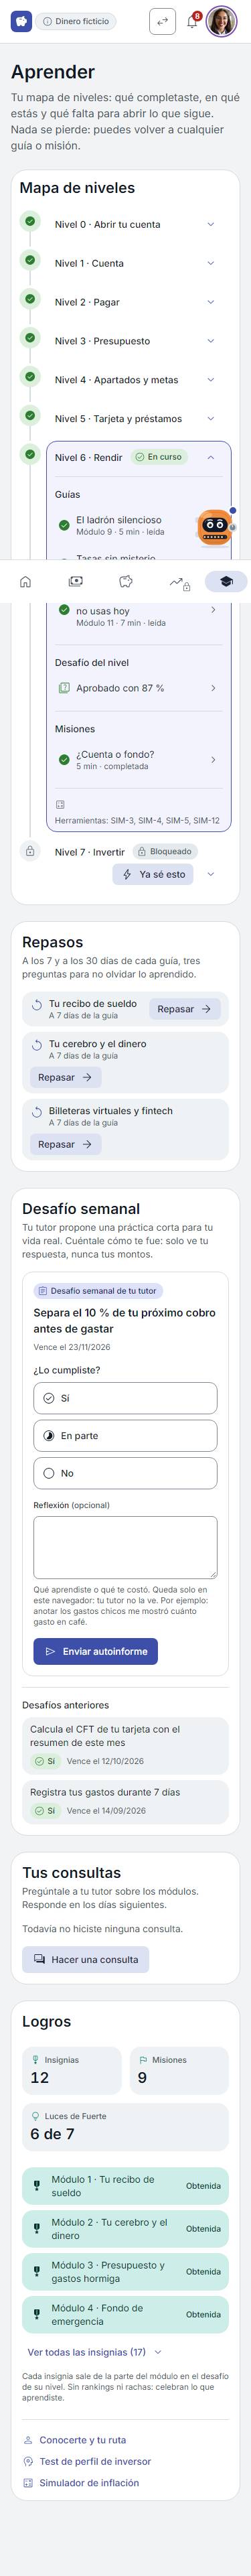 Dinero ficticio
8
Aprender
Tu mapa de niveles: qué completaste, en qué
estás y qué falta para abrir lo que sigue.
Nada se pierde: puedes volver a cualquier
guía o misión.
Mapa de niveles
Nivel 0 · Abrir tu cuenta
Nivel 1 · Cuenta
Nivel 2 · Pagar
Nivel 3 · Presupuesto
Nivel 4 · Apartados y metas
Nivel 5 · Tarjeta y préstamos
Nivel 6 · Rendir
En curso
Guías
El ladrón silencioso
Módulo 9 · 5 min · leída
no usas hoy
Módulo 11 · 7 min · leída
Desafío del nivel
Aprobado con 87 %
Misiones
¿Cuenta o fondo?
5 min · completada
Herramientas: SIM-3, SIM-4, SIM-5, SIM-12
Nivel 7 · Invertir
Bloqueado
Ya sé esto
Repasos
A los 7 y a los 30 días de cada guía, tres
preguntas para no olvidar lo aprendido.
Tu recibo de sueldo
A 7 días de la guía
Repasar
Tu cerebro y el dinero
A 7 días de la guía
Repasar
Billeteras virtuales y fintech
A 7 días de la guía
Repasar
Desafío semanal
Tu tutor propone una práctica corta para tu
vida real. Cuéntale cómo te fue: solo ve tu
respuesta, nunca tus montos.
Desafío semanal de tu tutor
Separa el 10 % de tu próximo cobro
antes de gastar
Vence el 23/11/2026
¿Lo cumpliste?
Sí
En parte
No
Reflexión (opcional)
Qué aprendiste o qué te costó. Queda solo en
este navegador: tu tutor no la ve. Por ejemplo:
anotar los gastos chicos me mostró cuánto
gasto en café.
Enviar autoinforme
Desafíos anteriores
Calcula el CFT de tu tarjeta con el
resumen de este mes
Sí
Vence el 12/10/2026
Registra tus gastos durante 7 días
Sí
Vence el 14/09/2026
Tus consultas
Pregúntale a tu tutor sobre los módulos.
Responde en los días siguientes.
Todavía no hiciste ninguna consulta.
Hacer una consulta
Logros
Insignias
12
Misiones
9
Luces de Fuerte
6 de 7
Módulo 1 · Tu recibo de
sueldo
Obtenida
Módulo 2 · Tu cerebro y el
dinero
Obtenida
Módulo 3 · Presupuesto y
gastos hormiga
Obtenida
Módulo 4 · Fondo de
emergencia
Obtenida
Ver todas las insignias (17)
Cada insignia sale de la parte del módulo en el desafío
de su nivel. Sin rankings ni rachas: celebran lo que
aprendiste.
Conocerte y tu ruta
Test de perfil de inversor
Simulador de inflación